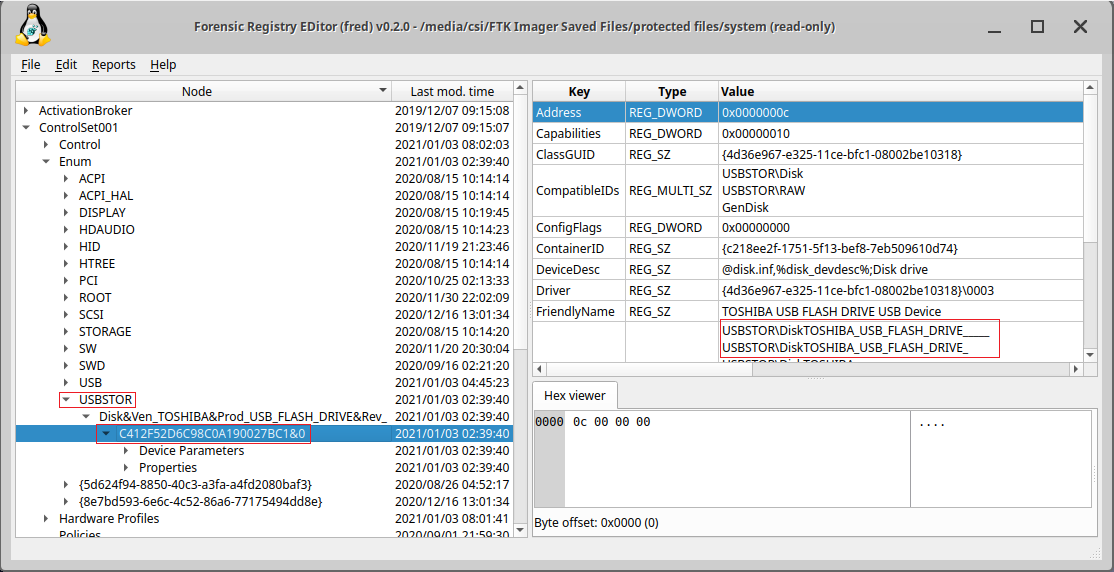 Forensic Registry EDitor (fred) v0.2.0 - /media/csi/FTK Imager Saved Files/protected files/system (read-only)
File Edit Reports Help
Node Last mod. time
ActivationBroker 2019/12/07 09:15:08
ControlSet001 2019/12/07 09:15:07
Control 2021/01/03 08:02:03
Enum 2021/01/03 02:39:40
ACPI 2020/08/15 10:14:14
ACPI_HAL 2020/08/15 10:14:14
DISPLAY 2020/08/15 10:19:45
HDAUDIO 2020/08/15 10:14:23
HID 2020/11/19 21:23:46
HTREE 2020/08/15 10:14:14
PCI 2020/10/25 02:13:33
ROOT 2020/11/30 22:02:09
SCSI 2020/12/16 13:01:34
STORAGE 2020/08/15 10:14:20
SW 2020/11/20 20:30:04
SWD 2020/09/16 02:21:20
USB 2021/01/03 04:45:23
USBSTOR 2021/01/03 02:39:40
Disk&Ven_TOSHIBA&Prod_USB_FLASH_DRIVE&Rev_ 2021/01/03 02:39:40
C412F52D6C98C0A190027BC1&0 2021/01/03 02:39:40
Device Parameters 2021/01/03 02:39:40
Properties 2021/01/03 02:39:40
{5d624f94-8850-40c3-a3fa-a4fd2080baf3} 2020/08/26 04:52:17
{8e7bd593-6e6c-4c52-86a6-77175494dd8e} 2020/12/16 13:01:34
Hardware Profiles 2021/01/03 08:01:41
Policies 2020/09/01 21:59:30
Key Type Value
Address REG_DWORD 0x0000000c
Capabilities REG_DWORD 0x00000010
ClassGUID REG_SZ {4d36e967-e325-11ce-bfc1-08002be10318}
USBSTOR\Disk
CompatibleIDs REG_MULTI_SZ USBSTOR\RAW
GenDisk
ConfigFlags REG_DWORD 0x00000000
ContainerID REG_SZ {c218ee2f-1751-5f13-bef8-7eb509610d74}
DeviceDesc REG_SZ @disk.inf,%disk_devdesc%;Disk drive
Driver REG_SZ {4d36e967-e325-11ce-bfc1-08002be10318}\0003
FriendlyName REG_SZ TOSHIBA USB FLASH DRIVE USB Device
USBSTOR\DiskTOSHIBA_USB_FLASH_DRIVE_____
USBSTOR\DiskTOSHIBA_USB_FLASH_DRIVE_
USBSTOR\DiskTOSHIBA
Hex viewer
0000 0c 00 00 00 ....
Byte offset: 0x0000 (0)